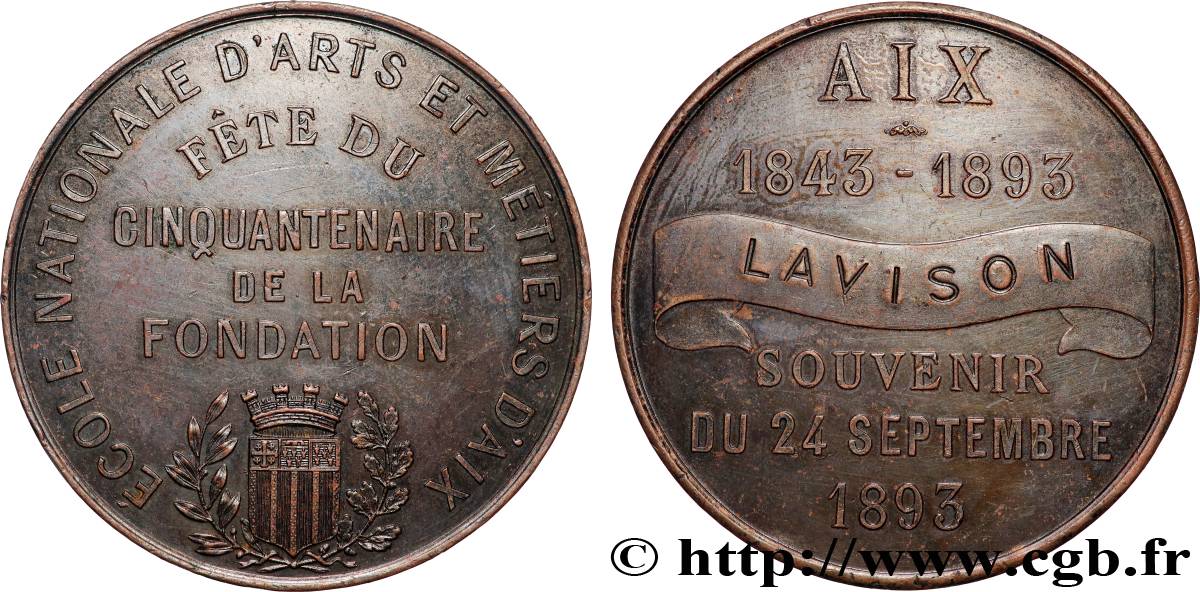 ÉCOLE NATIONALE D'ARTS ET MÉTIERS D'AIX
FÊTE DU
CINQUANTENAIRE
DE LA
FONDATION
AIX
1843 - 1893
LAVISON
SOUVENIR
DU 24 SEPTEMBRE
1893
© http://www.cgb.fr